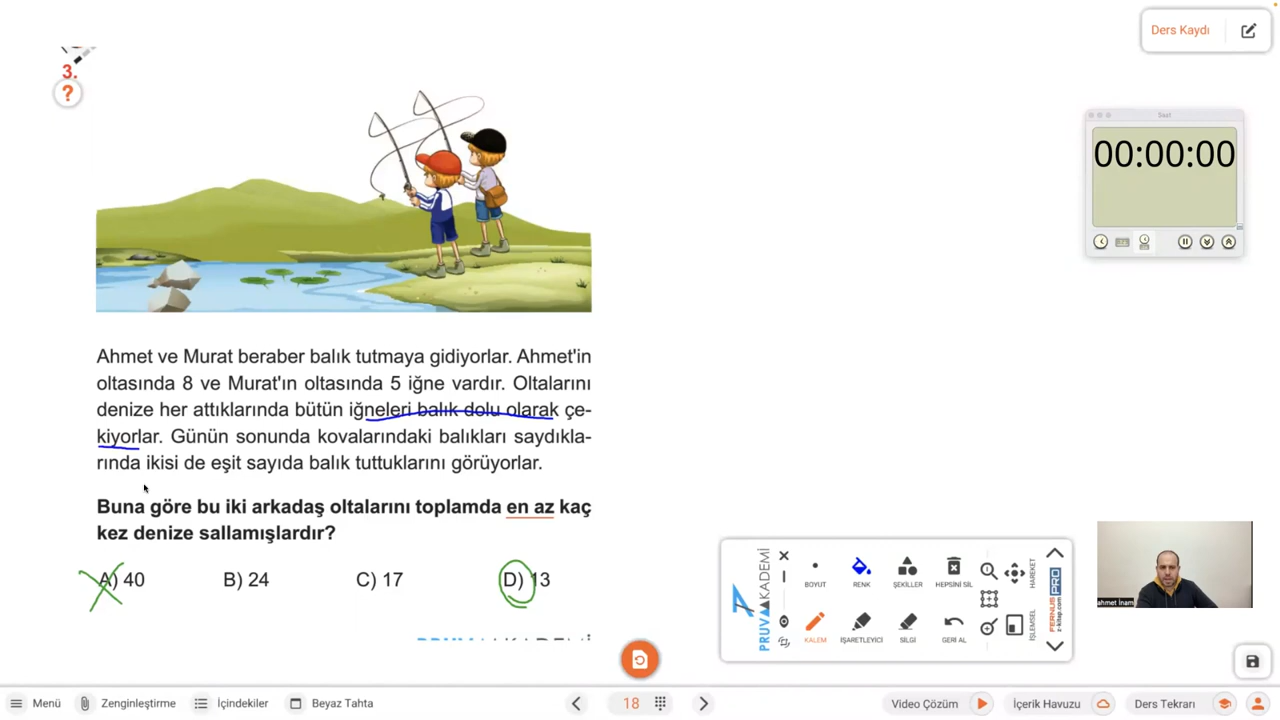 Ders Kaydı
3.
?
Saat
00:00:00
Ahmet ve Murat beraber balık tutmaya gidiyorlar. Ahmet'in
oltasında 8 ve Murat'ın oltasında 5 iğne vardır. Oltalarını
denize her attıklarında bütün iğneleri balık dolu olarak çe-
kiyorlar. Günün sonunda kovalarındaki balıkları saydıkla-
rında ikisi de eşit sayıda balık tuttuklarını görüyorlar.
Buna göre bu iki arkadaş oltalarını toplamda en az kaç
kez denize sallamışlardır?
A) 40 B) 24 C) 17 D) 13
PRUVA AKADEMİ
BOYUT RENK ŞEKİLLER HEPSİNİ SİL
KALEM İŞARETLEYİCİ SİLGİ GERİ AL
HAREKET
İŞLEMSEL
FERNUS PRO
z-kitap.com
ahmet İnam
Menü Zenginleştirme İçindekiler Beyaz Tahta 18 Video Çözüm İçerik Havuzu Ders Tekrarı